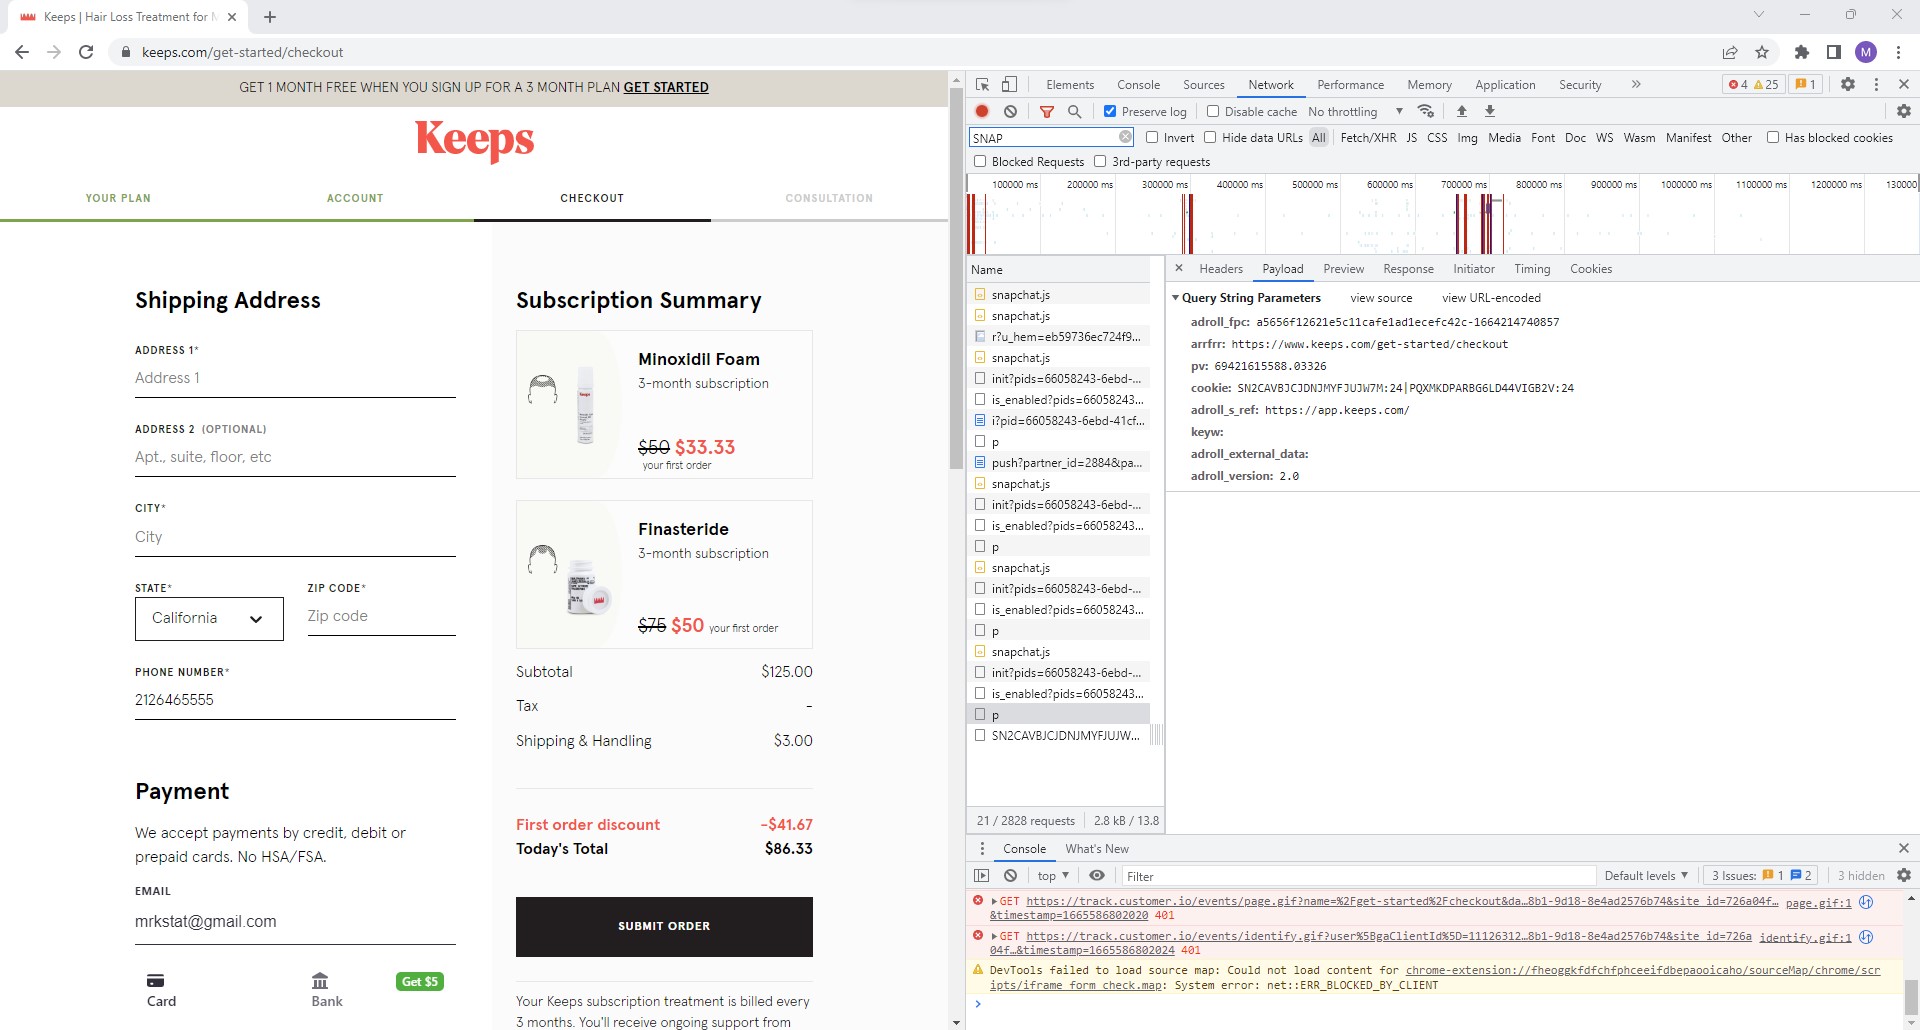 Keeps | Hair Loss Treatment for M
keeps.com/get-started/checkout
M
GET 1 MONTH FREE WHEN YOU SIGN UP FOR A 3 MONTH PLAN GET STARTED
Keeps
YOUR PLAN
ACCOUNT
CHECKOUT
CONSULTATION
Shipping Address
ADDRESS 1*
Address 1
ADDRESS 2 (OPTIONAL)
Apt., suite, floor, etc
CITY*
City
STATE*
ZIP CODE*
California
Zip code
PHONE NUMBER*
2126465555
Payment
We accept payments by credit, debit or
prepaid cards. No HSA/FSA.
EMAIL
mrkstat@gmail.com
Card
Bank
Get $5
Subscription Summary
Minoxidil Foam
3-month subscription
$50 $33.33
your first order
Finasteride
3-month subscription
$75 $50 your first order
Subtotal $125.00
Tax -
Shipping & Handling $3.00
First order discount -$41.67
Today's Total $86.33
SUBMIT ORDER
Your Keeps subscription treatment is billed every
3 months. You'll receive ongoing support from
Elements Console Sources Network Performance Memory Application Security
4 25 1
Preserve log Disable cache No throttling
SNAP
Invert Hide data URLs All Fetch/XHR JS CSS Img Media Font Doc WS Wasm Manifest Other Has blocked cookies
Blocked Requests 3rd-party requests
100000 ms 200000 ms 300000 ms 400000 ms 500000 ms 600000 ms 700000 ms 800000 ms 900000 ms 1000000 ms 1100000 ms 1200000 ms 130000
Name
snapchat.js
snapchat.js
r?u_hem=eb59736ec724f9...
snapchat.js
init?pids=66058243-6ebd-...
is_enabled?pids=66058243...
i?pid=66058243-6ebd-41cf...
p
push?partner_id=2884&pa...
snapchat.js
init?pids=66058243-6ebd-...
is_enabled?pids=66058243...
p
snapchat.js
init?pids=66058243-6ebd-...
is_enabled?pids=66058243...
p
snapchat.js
init?pids=66058243-6ebd-...
is_enabled?pids=66058243...
p
SN2CAVBJCJDNJMYFJUJW...
21 / 2828 requests 2.8 kB / 13.8
Headers Payload Preview Response Initiator Timing Cookies
Query String Parameters view source view URL-encoded
adroll_fpc: a5656f12621e5c11cafe1ad1ecefc42c-1664214740857
arrfrr: https://www.keeps.com/get-started/checkout
pv: 69421615588.03326
cookie: SN2CAVBJCJDNJMYFJUJW7M:24|PQXMKDPARBG6LD44VIGB2V:24
adroll_s_ref: https://app.keeps.com/
keyw:
adroll_external_data:
adroll_version: 2.0
Console What's New
top Filter Default levels 3 Issues: 1 2 3 hidden
GET https://track.customer.io/events/page.gif?name=%2Fget-started%2Fcheckout&da…8b1-9d18-8e4ad2576b74&site_id=726a04f… page.gif:1
&timestamp=1665586802020 401
GET https://track.customer.io/events/identify.gif?user%5BgaClientId%5D=11126312…8b1-9d18-8e4ad2576b74&site_id=726a identify.gif:1
04f…&timestamp=1665586802024 401
DevTools failed to load source map: Could not load content for chrome-extension://fheoggkfdfchfphceeifdbepaooicaho/sourceMap/chrome/scr
ipts/iframe_form_check.map: System error: net::ERR_BLOCKED_BY_CLIENT